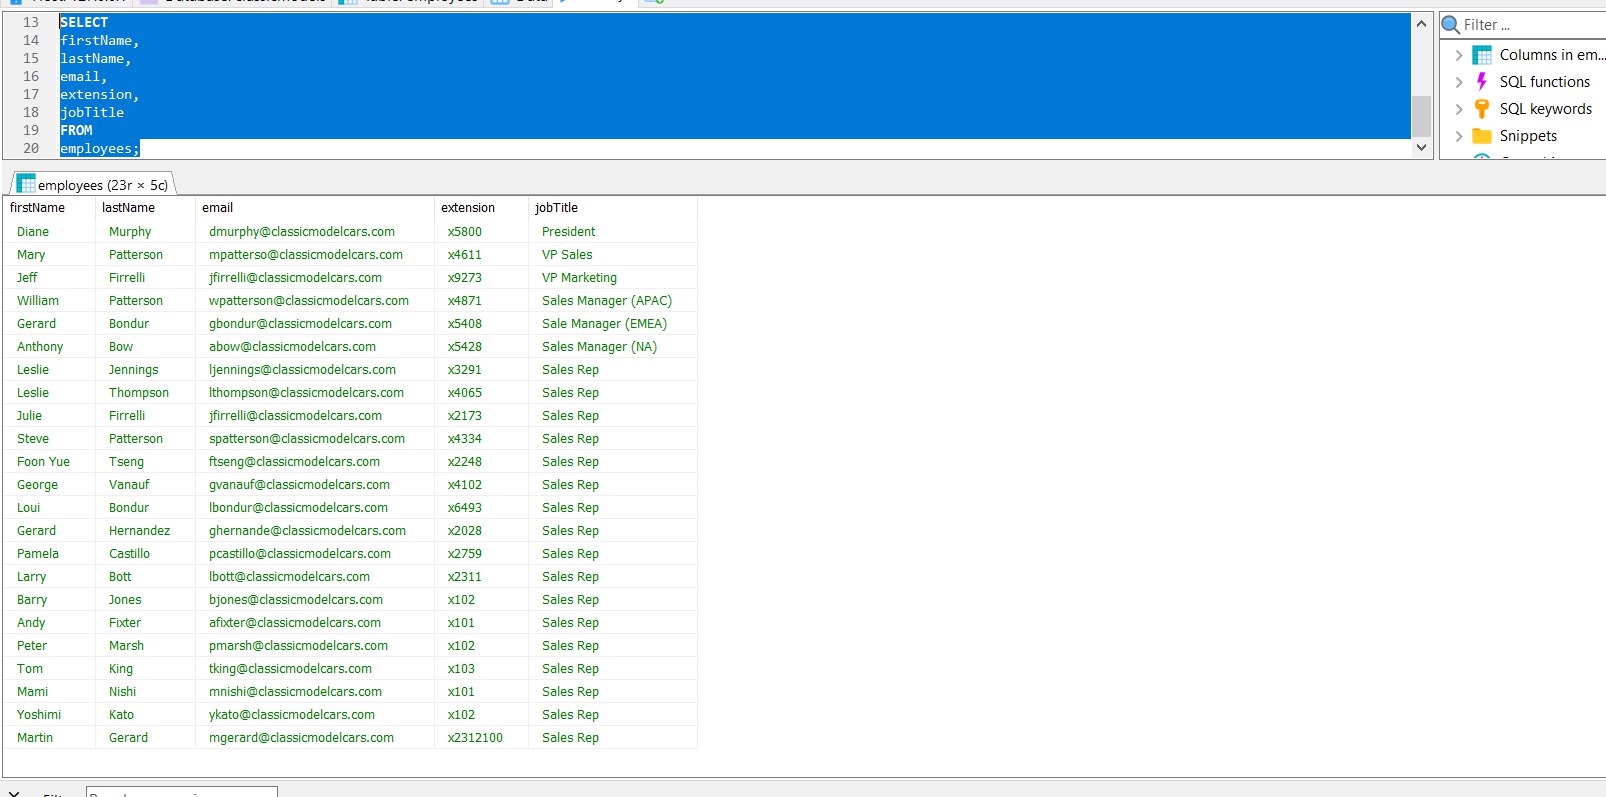 13 SELECT
14 firstName,
15 lastName,
16 email,
17 extension,
18 jobTitle
19 FROM
20 employees;
Filter ...
Columns in em...
SQL functions
SQL keywords
Snippets
employees (23r × 5c)
firstName lastName email extension jobTitle
Diane Murphy dmurphy@classicmodelcars.com x5800 President
Mary Patterson mpatterso@classicmodelcars.com x4611 VP Sales
Jeff Firrelli jfirrelli@classicmodelcars.com x9273 VP Marketing
William Patterson wpatterson@classicmodelcars.com x4871 Sales Manager (APAC)
Gerard Bondur gbondur@classicmodelcars.com x5408 Sale Manager (EMEA)
Anthony Bow abow@classicmodelcars.com x5428 Sales Manager (NA)
Leslie Jennings ljennings@classicmodelcars.com x3291 Sales Rep
Leslie Thompson lthompson@classicmodelcars.com x4065 Sales Rep
Julie Firrelli jfirrelli@classicmodelcars.com x2173 Sales Rep
Steve Patterson spatterson@classicmodelcars.com x4334 Sales Rep
Foon Yue Tseng ftseng@classicmodelcars.com x2248 Sales Rep
George Vanauf gvanauf@classicmodelcars.com x4102 Sales Rep
Loui Bondur lbondur@classicmodelcars.com x6493 Sales Rep
Gerard Hernandez ghernande@classicmodelcars.com x2028 Sales Rep
Pamela Castillo pcastillo@classicmodelcars.com x2759 Sales Rep
Larry Bott lbott@classicmodelcars.com x2311 Sales Rep
Barry Jones bjones@classicmodelcars.com x102 Sales Rep
Andy Fixter afixter@classicmodelcars.com x101 Sales Rep
Peter Marsh pmarsh@classicmodelcars.com x102 Sales Rep
Tom King tking@classicmodelcars.com x103 Sales Rep
Mami Nishi mnishi@classicmodelcars.com x101 Sales Rep
Yoshimi Kato ykato@classicmodelcars.com x102 Sales Rep
Martin Gerard mgerard@classicmodelcars.com x2312100 Sales Rep